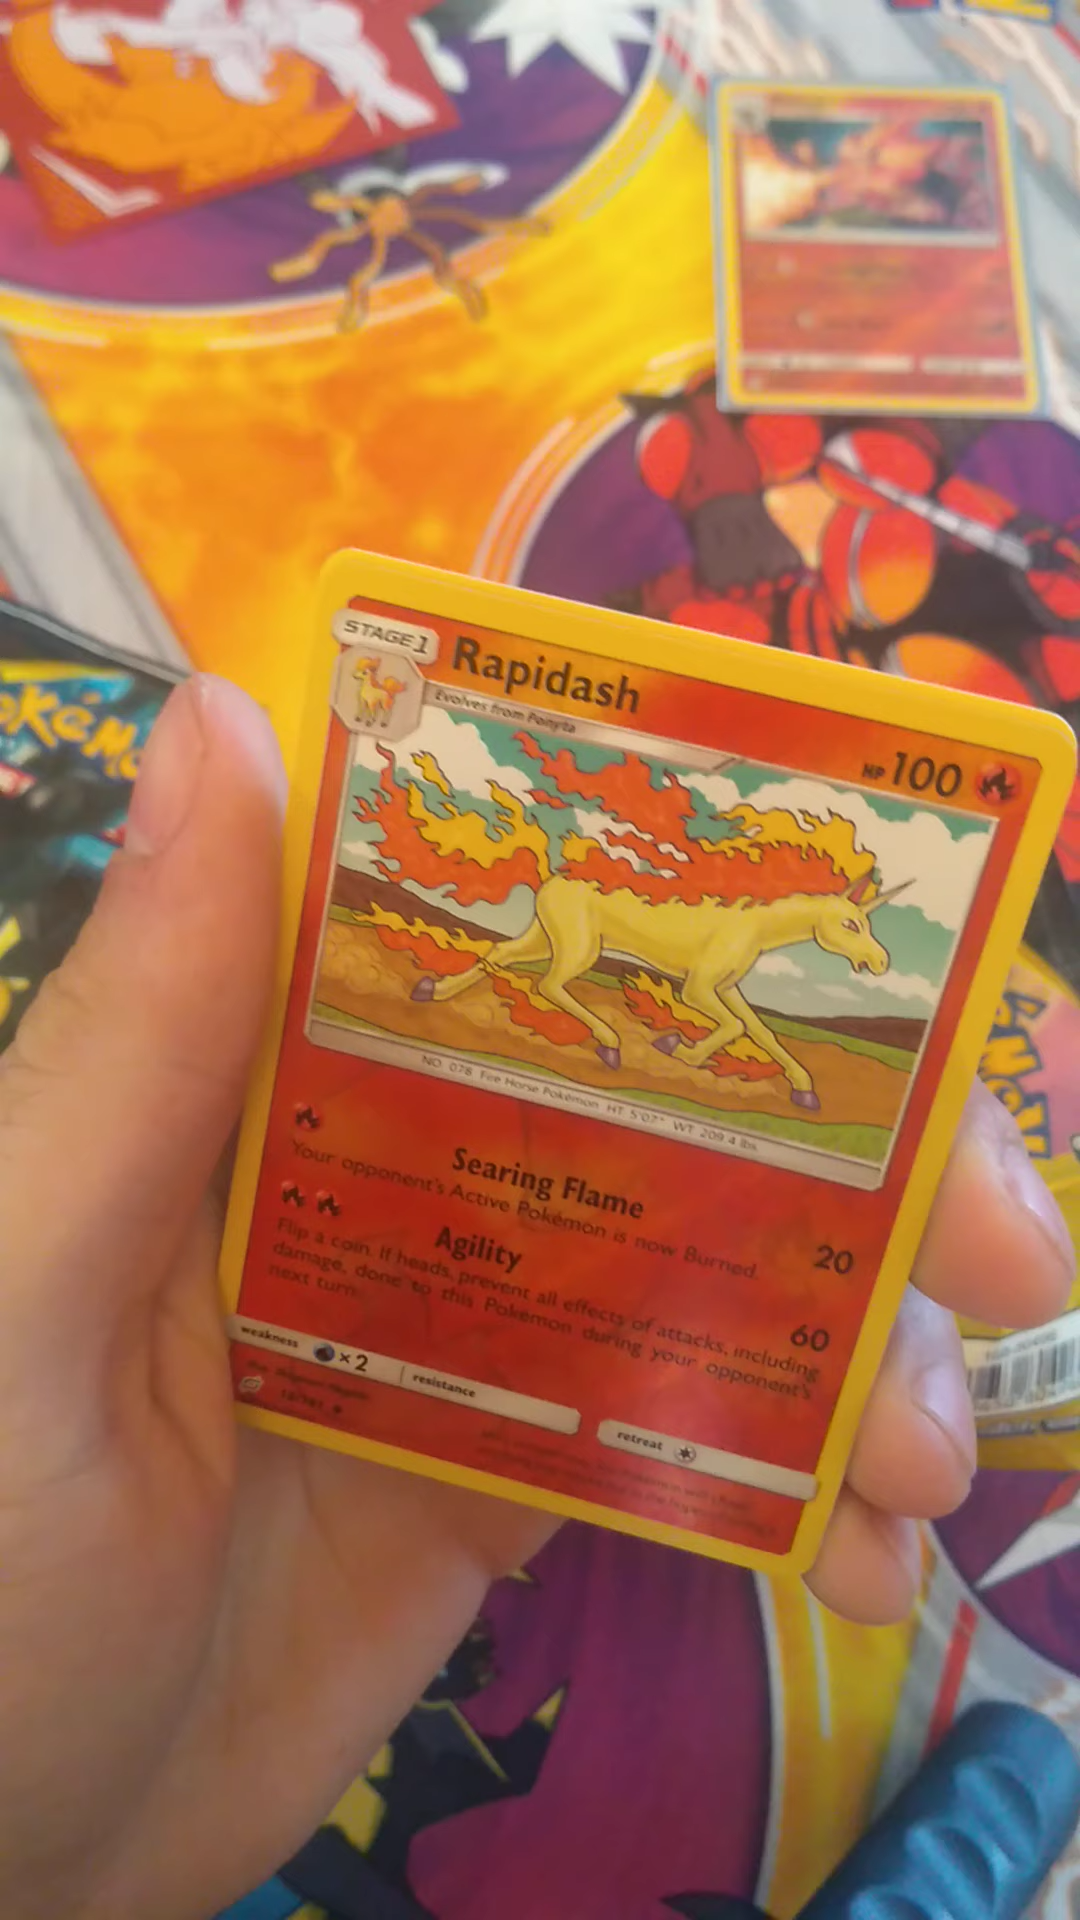 STAGE 1
Rapidash
Evolves from Ponyta
HP 100
NO. 078 Fire Horse Pokémon HT 5'07" WT 209.4 lbs.
Searing Flame
20
Your opponent's Active Pokémon is now Burned.
Agility
60
Flip a coin. If heads, prevent all effects of attacks, including
damage, done to this Pokémon during your opponent's
next turn.
weakness ×2 resistance
retreat